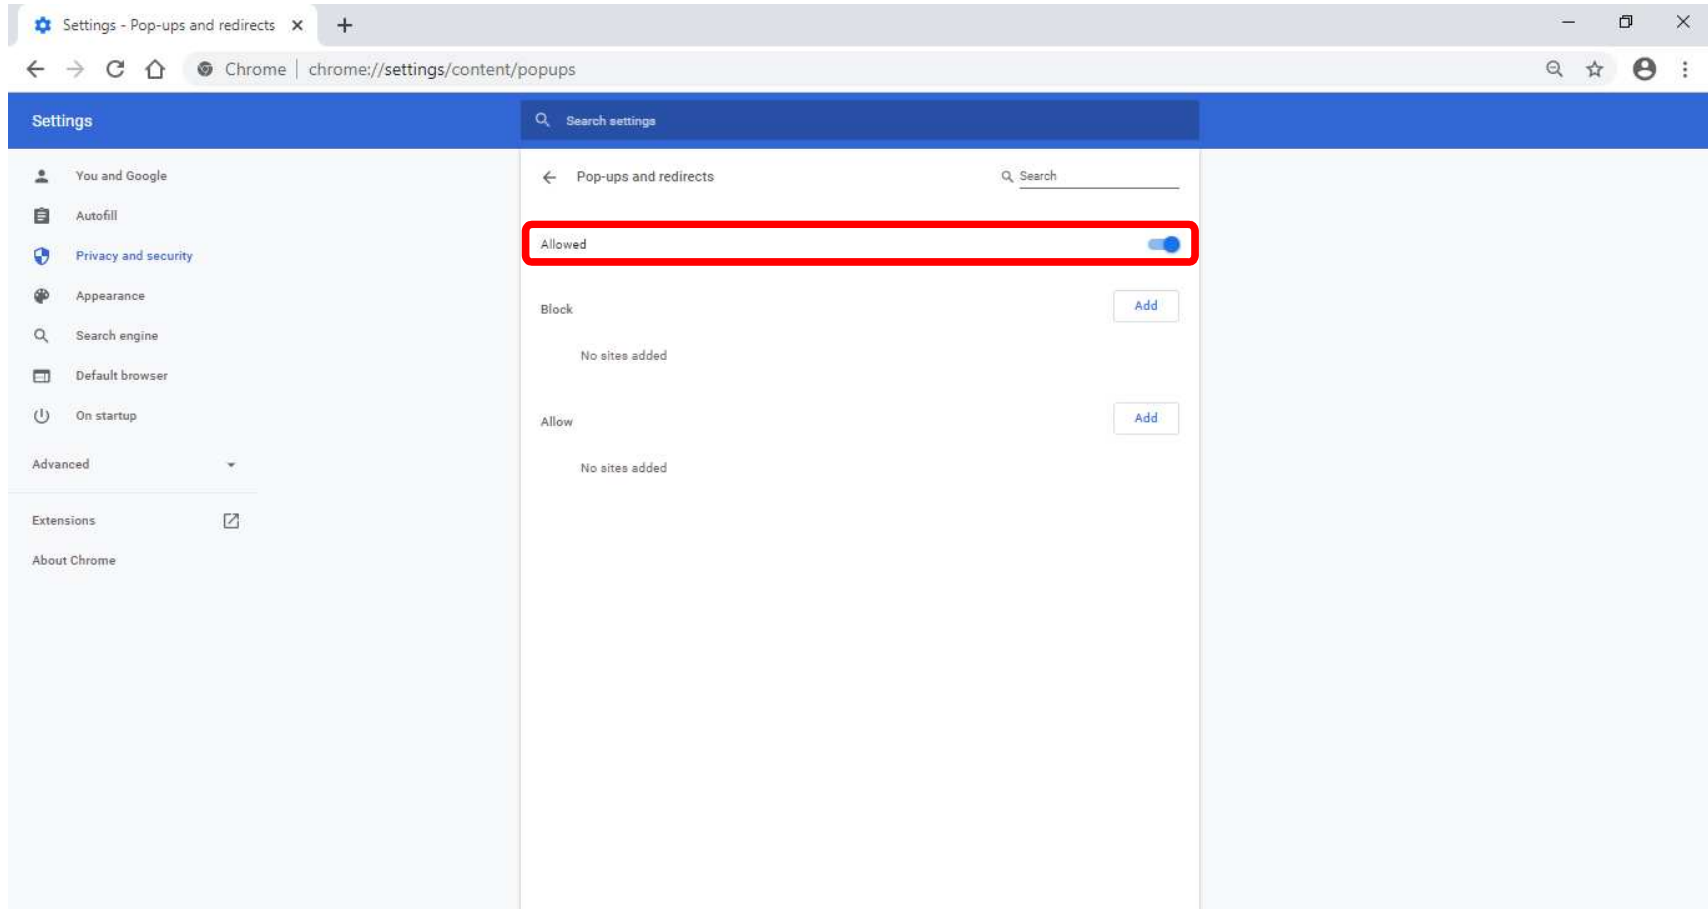 Settings - Pop-ups and redirects
Chrome | chrome://settings/content/popups
Settings
Search settings
You and Google
Autofill
Privacy and security
Appearance
Search engine
Default browser
On startup
Advanced
Extensions
About Chrome
Pop-ups and redirects
Search
Allowed
Block
Add
No sites added
Allow
Add
No sites added